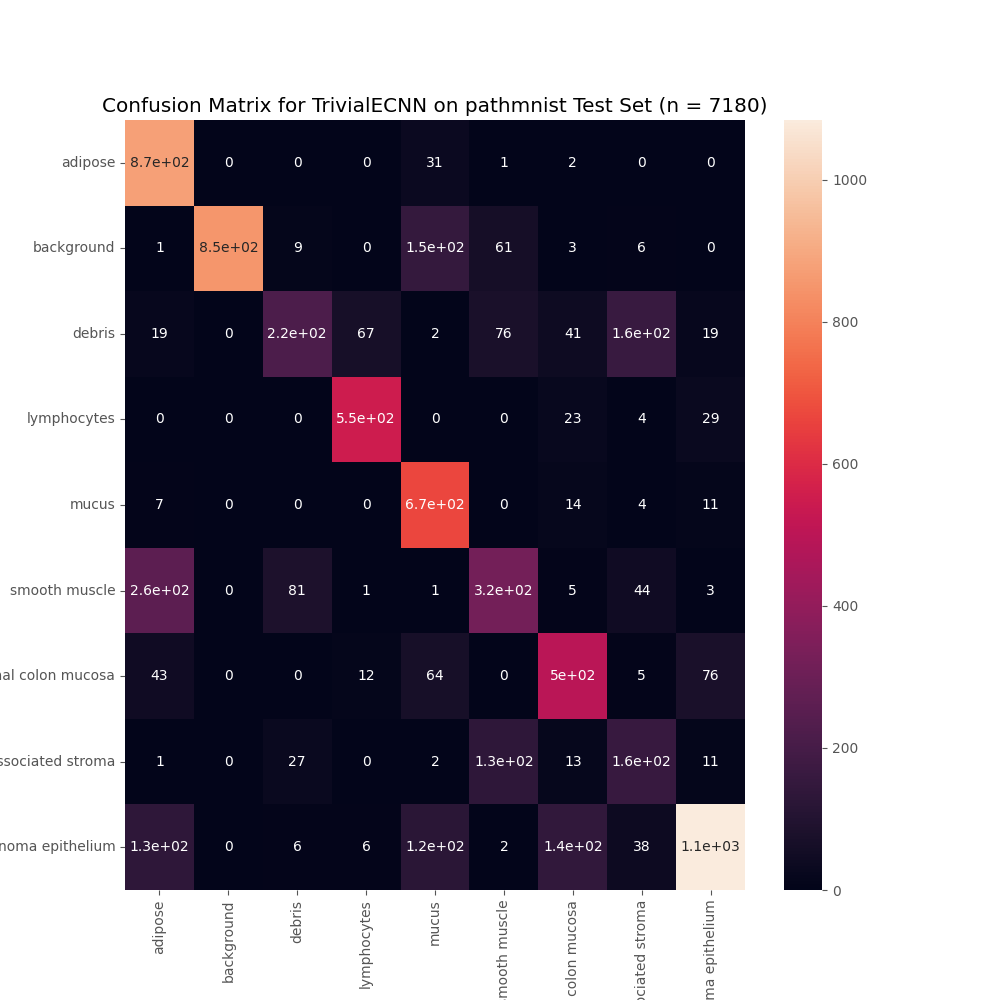 Confusion Matrix for TrivialECNN on pathmnist Test Set (n = 7180)
adipose 8.7e+02 0 0 0 31 1 2 0 0
background 1 8.5e+02 9 0 1.5e+02 61 3 6 0
debris 19 0 2.2e+02 67 2 76 41 1.6e+02 19
lymphocytes 0 0 0 5.5e+02 0 0 23 4 29
mucus 7 0 0 0 6.7e+02 0 14 4 11
smooth muscle 2.6e+02 0 81 1 1 3.2e+02 5 44 3
al colon mucosa 43 0 0 12 64 0 5e+02 5 76
ssociated stroma 1 0 27 0 2 1.3e+02 13 1.6e+02 11
noma epithelium 1.3e+02 0 6 6 1.2e+02 2 1.4e+02 38 1.1e+03
adipose
background
debris
lymphocytes
mucus
mooth muscle
colon mucosa
ciated stroma
ma epithelium
1000
800
600
400
200
0